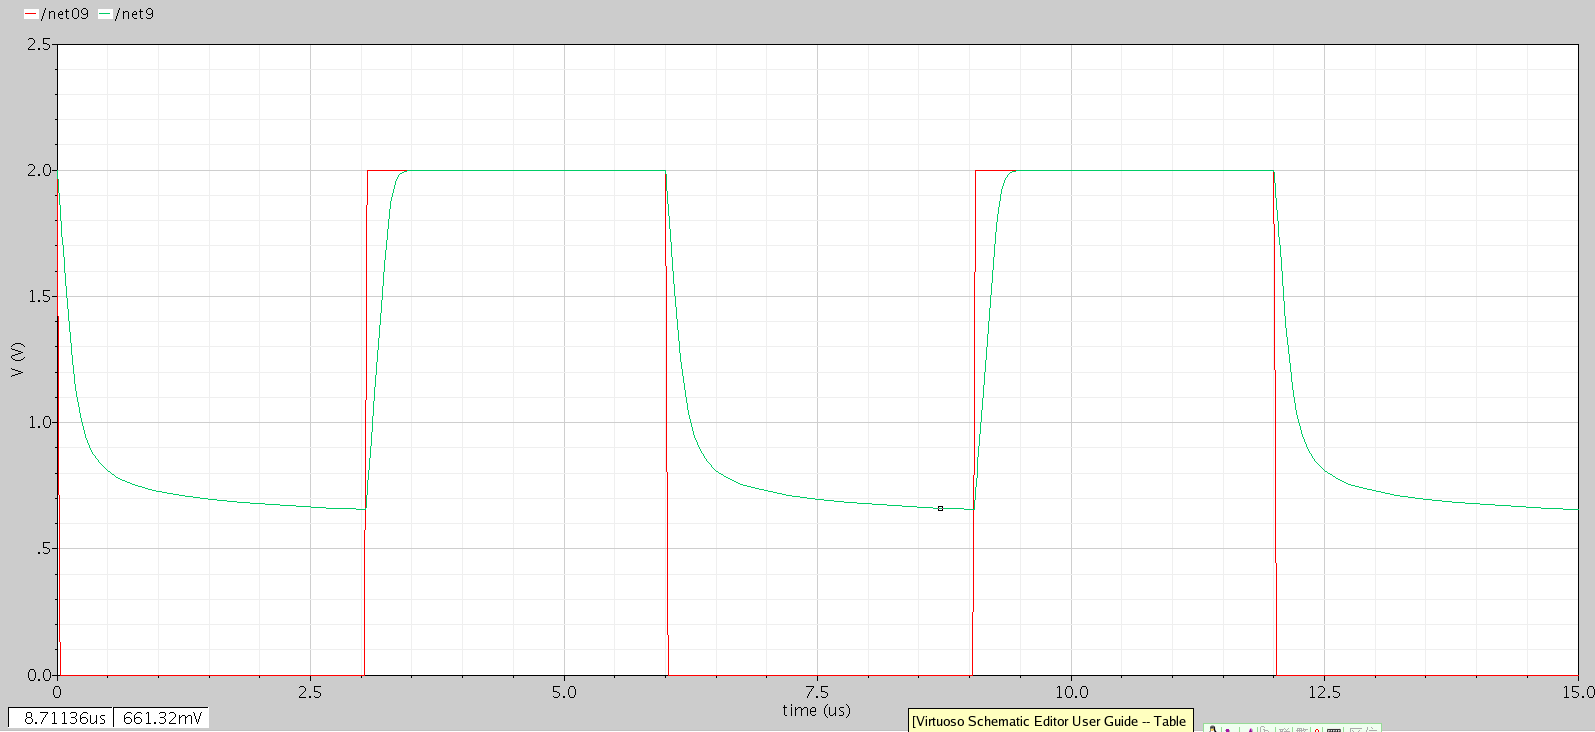 /net09 /net9
2.5
2.0
1.5
1.0
.5
0.0
V (V)
0 2.5 5.0 7.5 10.0 12.5 15.0
time (us)
8.71136us 661.32mV
[Virtuoso Schematic Editor User Guide -- Table